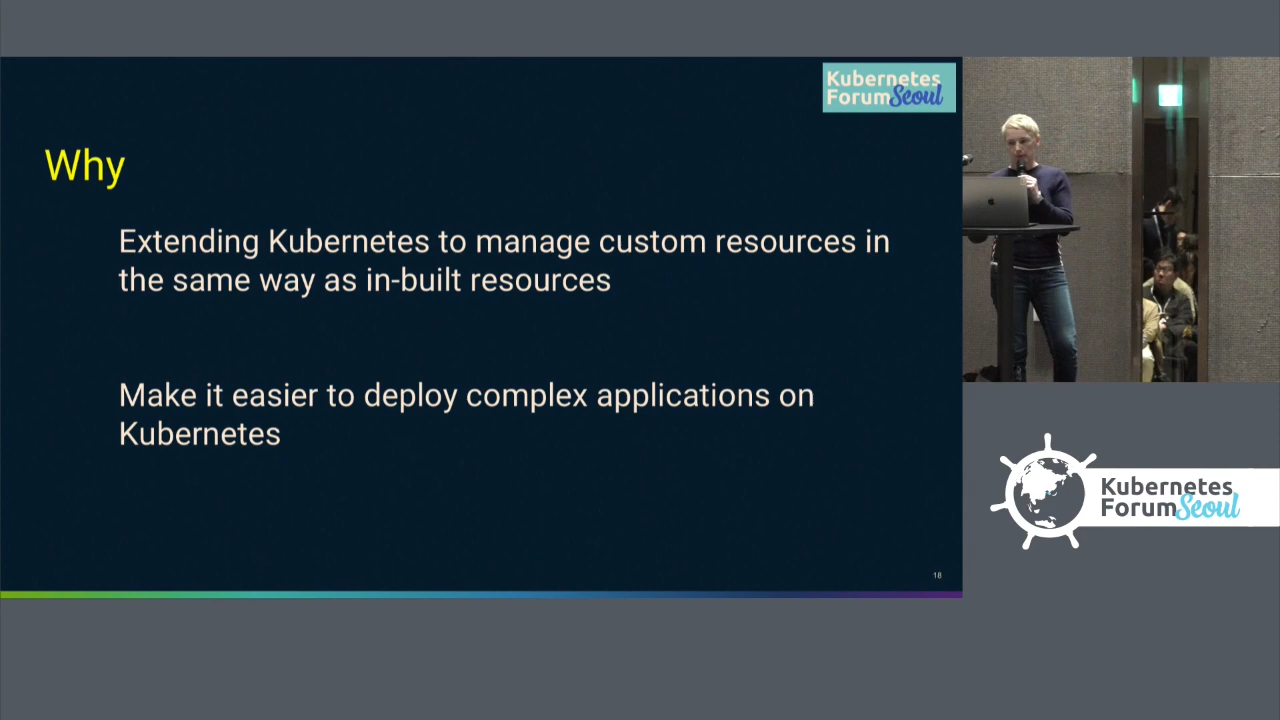 Kubernetes
Forum Seoul
Why
Extending Kubernetes to manage custom resources in
the same way as in-built resources
Make it easier to deploy complex applications on
Kubernetes
18
Kubernetes
Forum Seoul